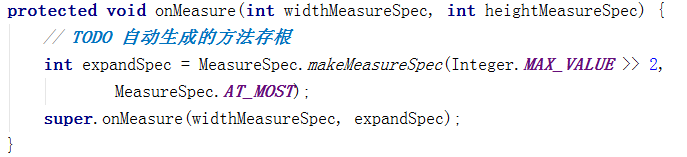 protected void onMeasure(int widthMeasureSpec, int heightMeasureSpec) {
// TODO 自动生成的方法存根
int expandSpec = MeasureSpec.makeMeasureSpec(Integer.MAX_VALUE >> 2,
MeasureSpec.AT_MOST);
super.onMeasure(widthMeasureSpec, expandSpec);
}